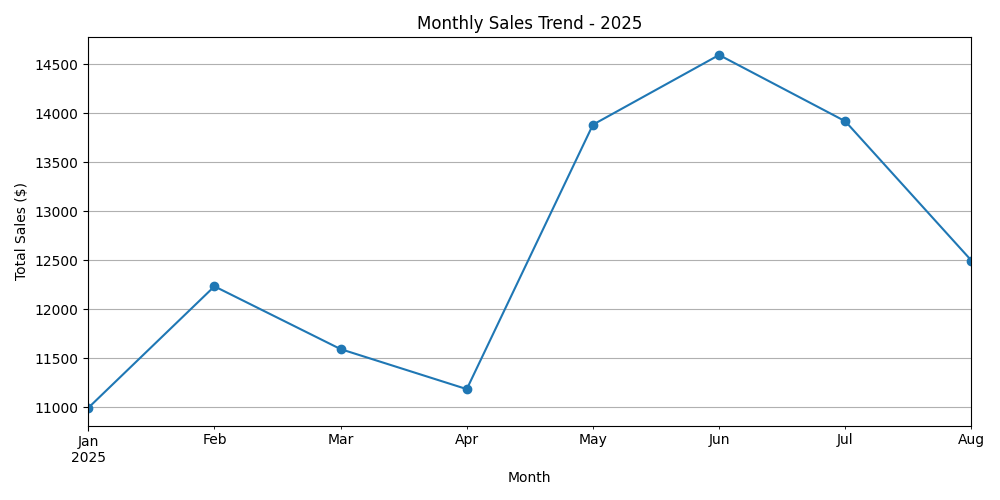 Monthly Sales Trend - 2025
Total Sales ($)
14500
14000
13500
13000
12500
12000
11500
11000
Jan Feb Mar Apr May Jun Jul Aug
2025
Month